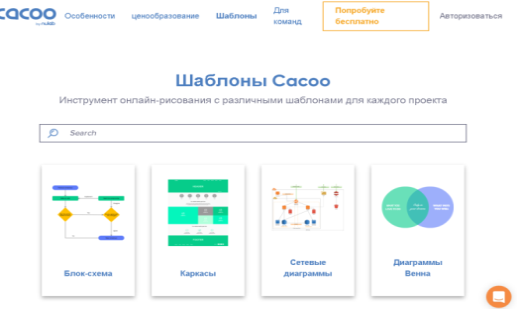 cacoo
Особенности
ценообразование
Шаблоны
Для
команд
Попробуйте
бесплатно
Авторизоваться
Шаблоны Cacoo
Инструмент онлайн-рисования с различными шаблонами для каждого проекта
Search
Блок-схема
Каркасы
Сетевые
диаграммы
Диаграммы
Венна